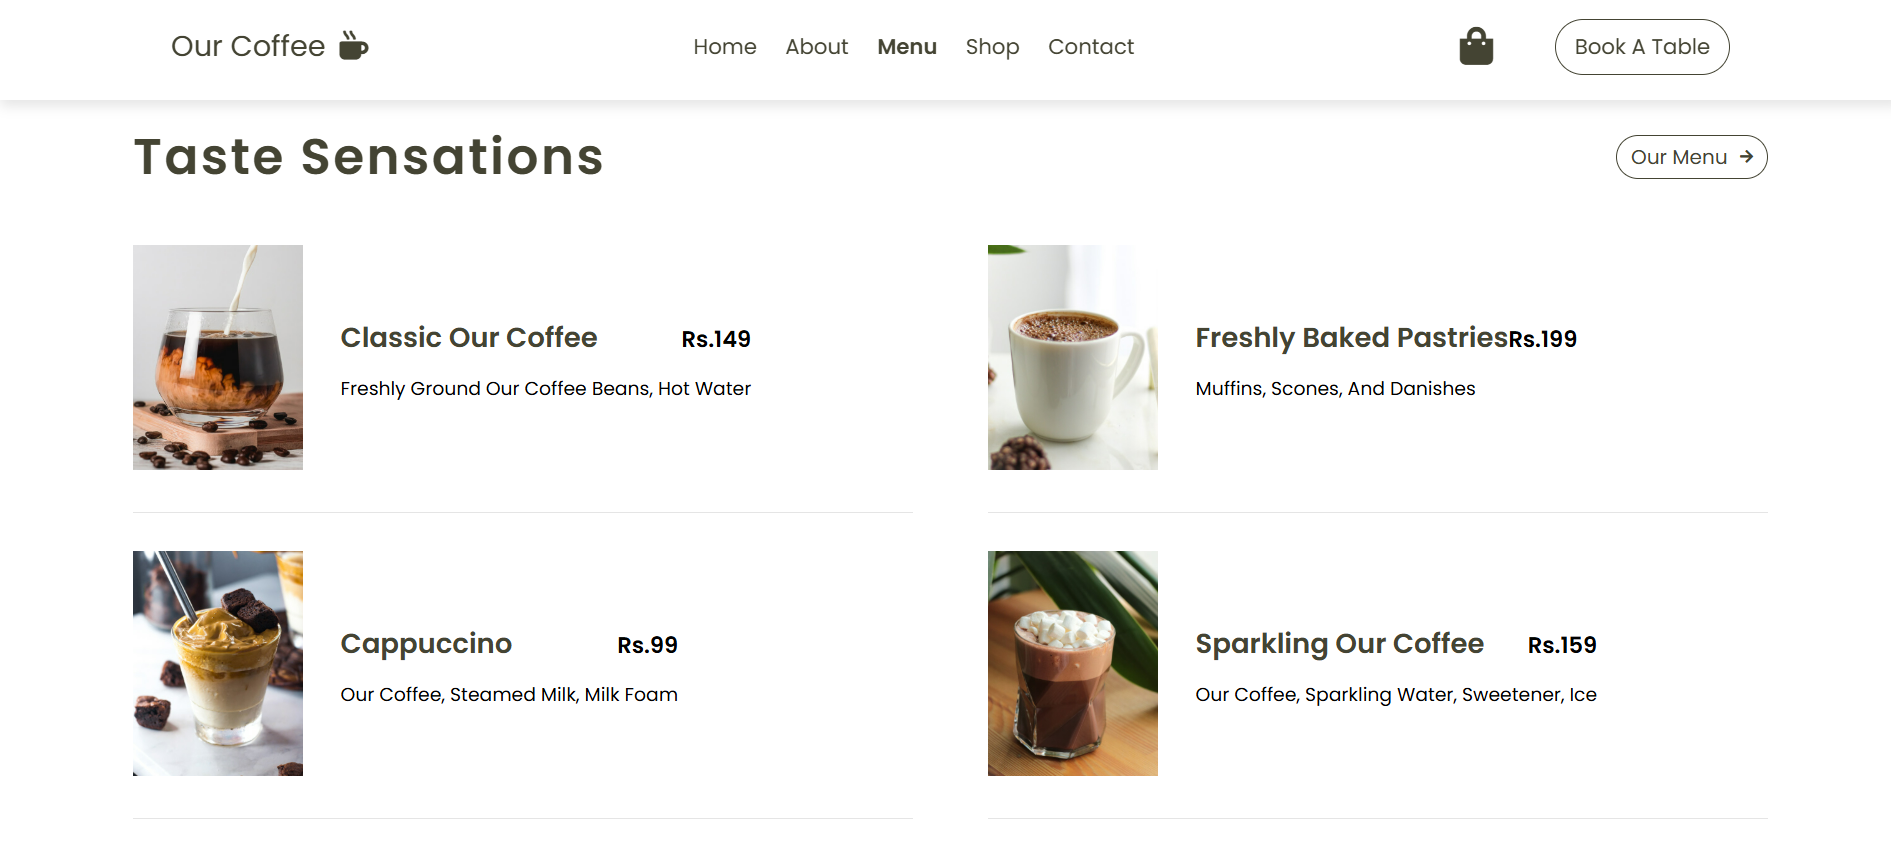 Our Coffee
Home About Menu Shop Contact
Book A Table
Taste Sensations
Our Menu
Classic Our Coffee Rs.149
Freshly Ground Our Coffee Beans, Hot Water
Freshly Baked PastriesRs.199
Muffins, Scones, And Danishes
Cappuccino Rs.99
Our Coffee, Steamed Milk, Milk Foam
Sparkling Our Coffee Rs.159
Our Coffee, Sparkling Water, Sweetener, Ice